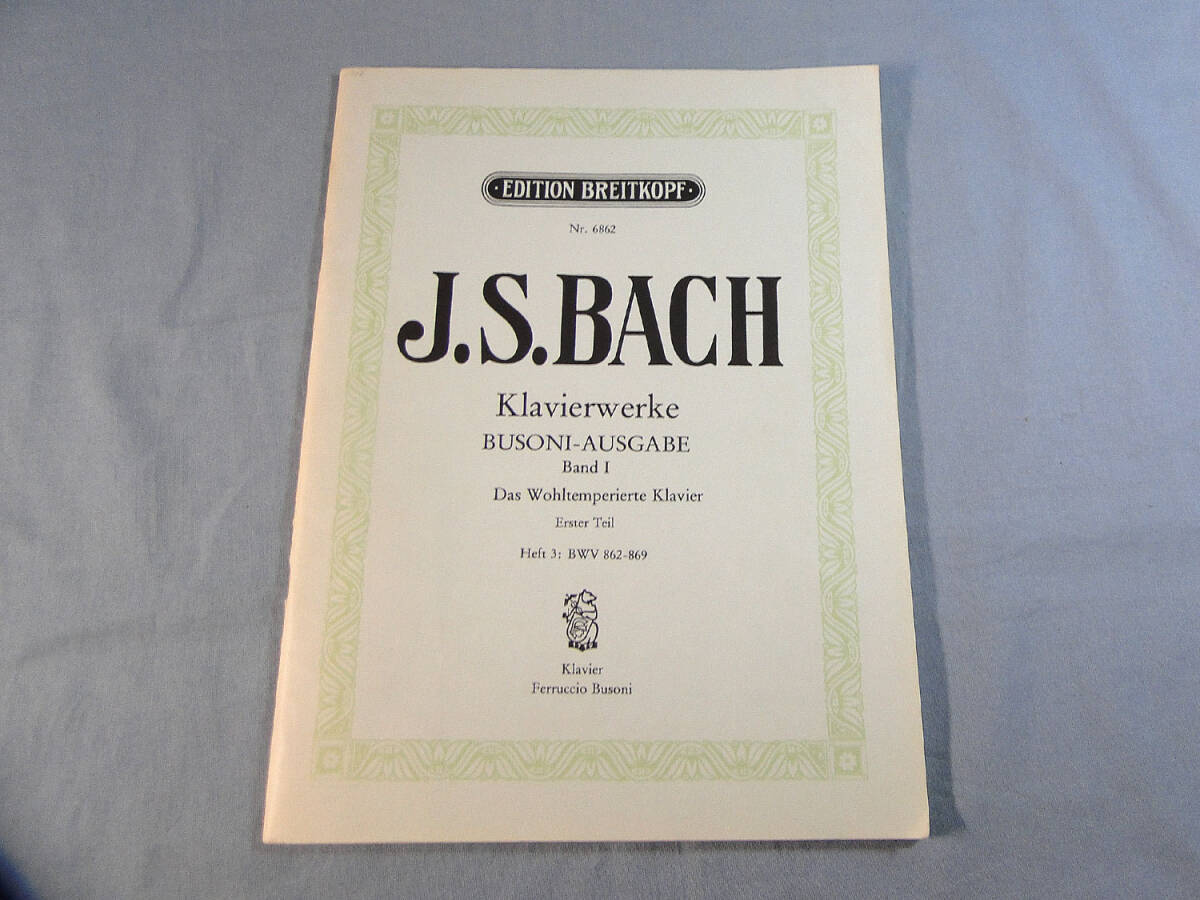 · EDITION BREITKOPF ·
Nr. 6862
J.S.BACH
Klavierwerke
BUSONI-AUSGABE
Band I
Das Wohltemperierte Klavier
Erster Teil
Heft 3: BWV 862-869
Klavier
Ferruccio Busoni